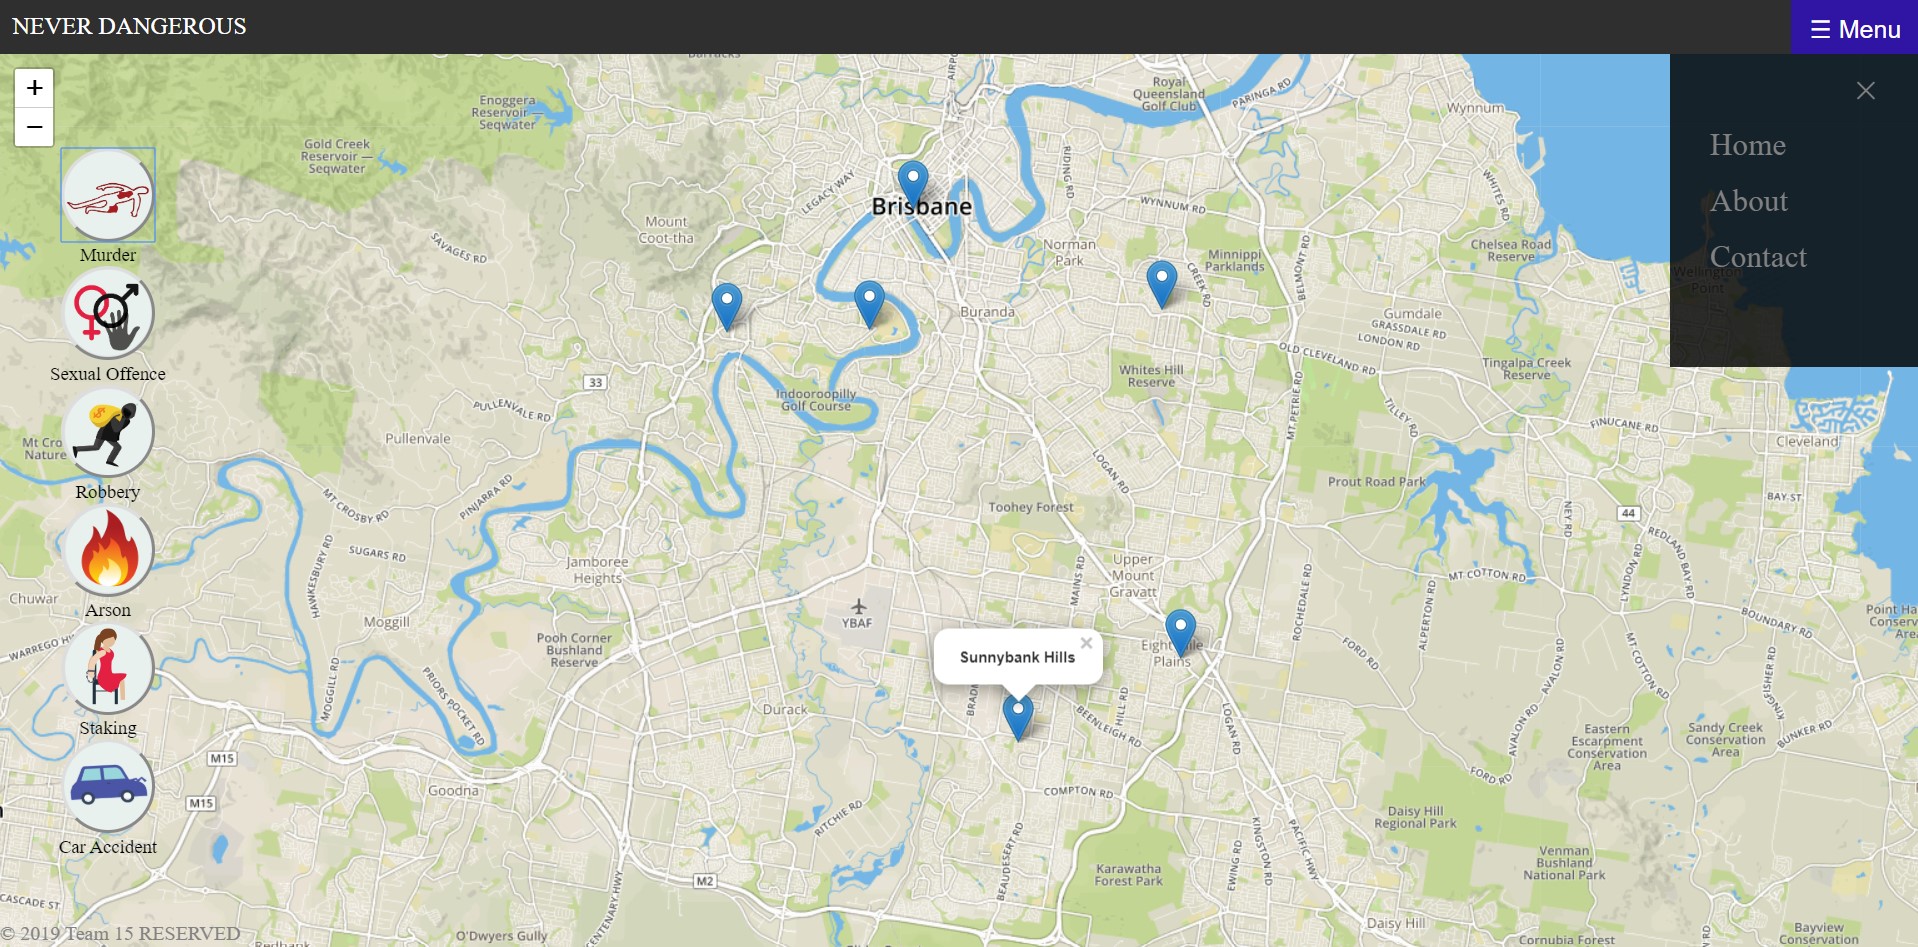 NEVER DANGEROUS
☰ Menu
+
−
×
Home
About
Contact
Murder
Sexual Offence
Robbery
Arson
Staking
Car Accident
Enoggera
Reservoir —
Seqwater
Gold Creek
Reservoir —
Seqwater
Royal
Queensland
Golf Club
PARINGA RD
Wynnum
RIDING RD
LEGACY WAY
Brisbane
WYNNUM RD
WHITES RD
Mount
Coot-tha
SAVAGES RD
Norman
Park
Minnippi
Parklands
CREEK RD
BELMONT RD
Chelsea Road
Reserve
Wellington
Point
Buranda
Gumdale
GRASSDALE RD
LONDON RD
OLD CLEVELAND RD
Tingalpa Creek
Reserve
Whites Hill
Reserve
33
Indooroopilly
Golf Course
PULLENVALE RD
MT PETRIE RD
TILLEY RD
FINUCANE RD
Cleveland
Pullenvale
Mt Cro
Nature
LOGAN RD
Prout Road Park
PINJARRA RD
MT CROSBY RD
BAY ST
Toohey Forest
NEY RD
44
REDLAND BAY RD
SUGARS RD
HAWKESBURY RD
Jamboree
Heights
Upper
Mount
Gravatt
MAINS RD
ROCHEDALE RD
MT COTTON RD
LYNDON RD
ALPERTON RD
Chuwar
YBAF
Moggill
BOUNDARY RD
Point Ha
Conserv
Area
WARREGO H
Pooh Corner
Bushland
Reserve
Sunnybank Hills
×
Eight Mile
Plains
FORD RD
AVALON RD
MT COTTON RD
MOGGILL RD
PRIORS POCKET RD
Durack
BRADM
BEENLEIGH RD
HILL RD
LOGAN RD
AVALON RD
Eastern
Escarpment
Conservation
Area
Sandy Creek
Conservation
Area
BUNKER RD
M15
Goodna
M15
COMPTON RD
FORD RD
RITCHIE RD
Daisy Hill
Regional Park
BEAUDESERT RD
KINGSTON RD
PACIFIC HWY
EWING RD
Venman
Bushland
National Park
M2
Karawatha
Forest Park
CASCADE ST
CENTENARY HWY
Daisy Hill
O'Dwyers Gully
Cornubia Forest
Bayview
Conservation
© 2019 Team 15 RESERVED